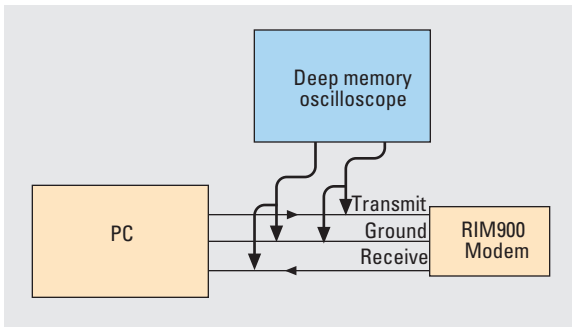 Deep memory
oscilloscope
Transmit
PC
Ground
RIM900
Modem
Receive